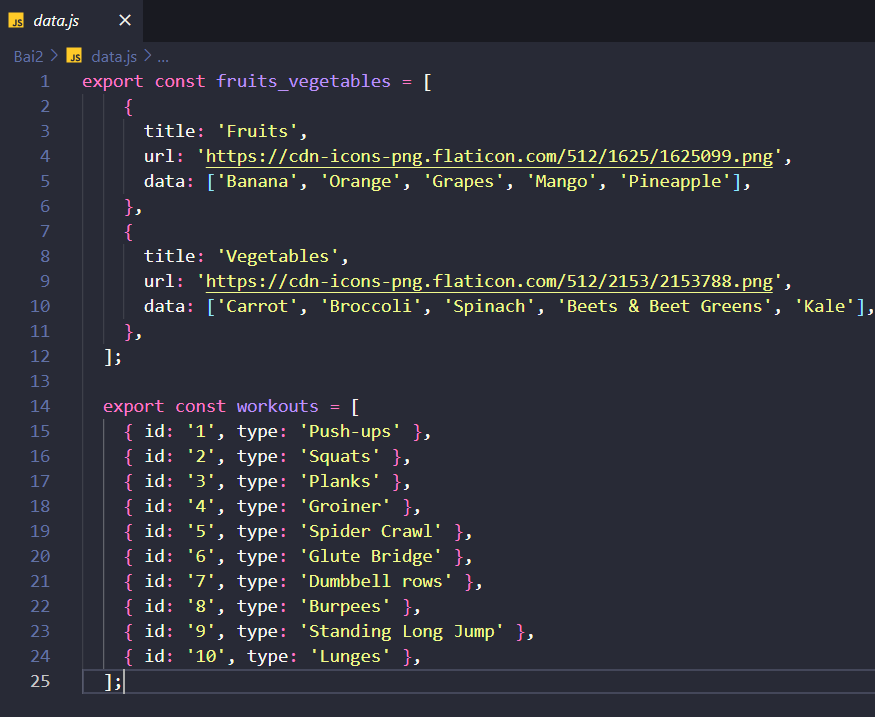 JS data.js ×
Bai2 > JS data.js > ...
1 export const fruits_vegetables = [
2 {
3 title: 'Fruits',
4 url: 'https://cdn-icons-png.flaticon.com/512/1625/1625099.png',
5 data: ['Banana', 'Orange', 'Grapes', 'Mango', 'Pineapple'],
6 },
7 {
8 title: 'Vegetables',
9 url: 'https://cdn-icons-png.flaticon.com/512/2153/2153788.png',
10 data: ['Carrot', 'Broccoli', 'Spinach', 'Beets & Beet Greens', 'Kale'],
11 },
12 ];
13
14 export const workouts = [
15 { id: '1', type: 'Push-ups' },
16 { id: '2', type: 'Squats' },
17 { id: '3', type: 'Planks' },
18 { id: '4', type: 'Groiner' },
19 { id: '5', type: 'Spider Crawl' },
20 { id: '6', type: 'Glute Bridge' },
21 { id: '7', type: 'Dumbbell rows' },
22 { id: '8', type: 'Burpees' },
23 { id: '9', type: 'Standing Long Jump' },
24 { id: '10', type: 'Lunges' },
25 ];